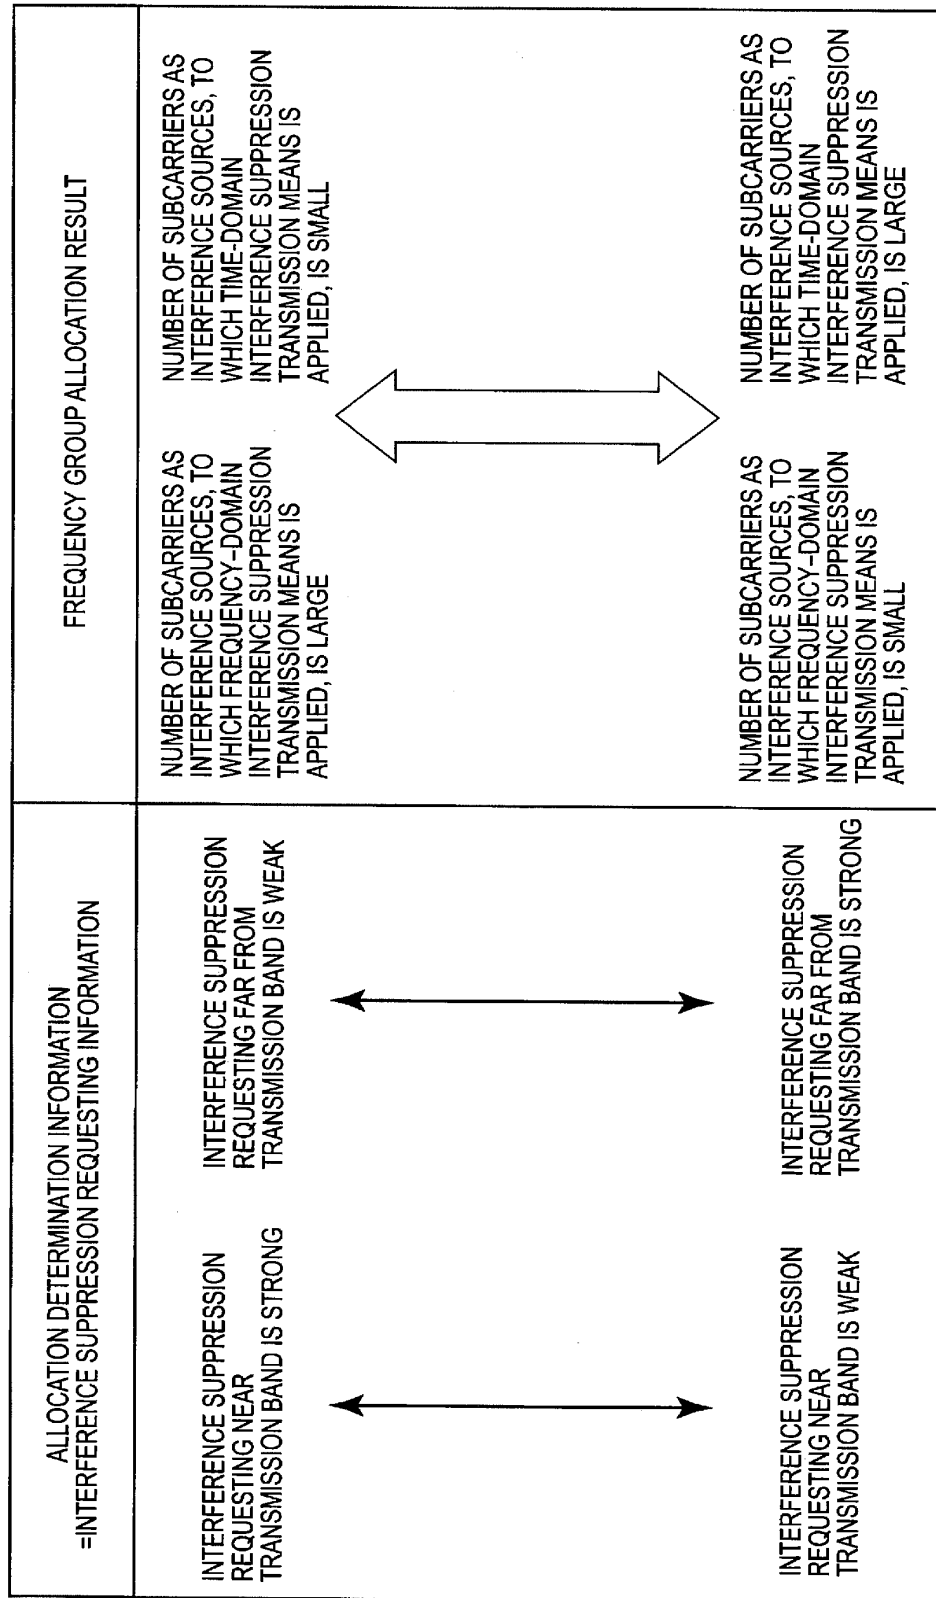 ALLOCATION DETERMINATION INFORMATION
=INTERFERENCE SUPPRESSION REQUESTING INFORMATION
FREQUENCY GROUP ALLOCATION RESULT
INTERFERENCE SUPPRESSION
REQUESTING NEAR
TRANSMISSION BAND IS STRONG
INTERFERENCE SUPPRESSION
REQUESTING FAR FROM
TRANSMISSION BAND IS WEAK
NUMBER OF SUBCARRIERS AS
INTERFERENCE SOURCES, TO
WHICH FREQUENCY-DOMAIN
INTERFERENCE SUPPRESSION
TRANSMISSION MEANS IS
APPLIED, IS LARGE
NUMBER OF SUBCARRIERS AS
INTERFERENCE SOURCES, TO
WHICH TIME-DOMAIN
INTERFERENCE SUPPRESSION
TRANSMISSION MEANS IS
APPLIED, IS SMALL
INTERFERENCE SUPPRESSION
REQUESTING NEAR
TRANSMISSION BAND IS WEAK
INTERFERENCE SUPPRESSION
REQUESTING FAR FROM
TRANSMISSION BAND IS STRONG
NUMBER OF SUBCARRIERS AS
INTERFERENCE SOURCES, TO
WHICH FREQUENCY-DOMAIN
INTERFERENCE SUPPRESSION
TRANSMISSION MEANS IS
APPLIED, IS SMALL
NUMBER OF SUBCARRIERS AS
INTERFERENCE SOURCES, TO
WHICH TIME-DOMAIN
INTERFERENCE SUPPRESSION
TRANSMISSION MEANS IS
APPLIED, IS LARGE